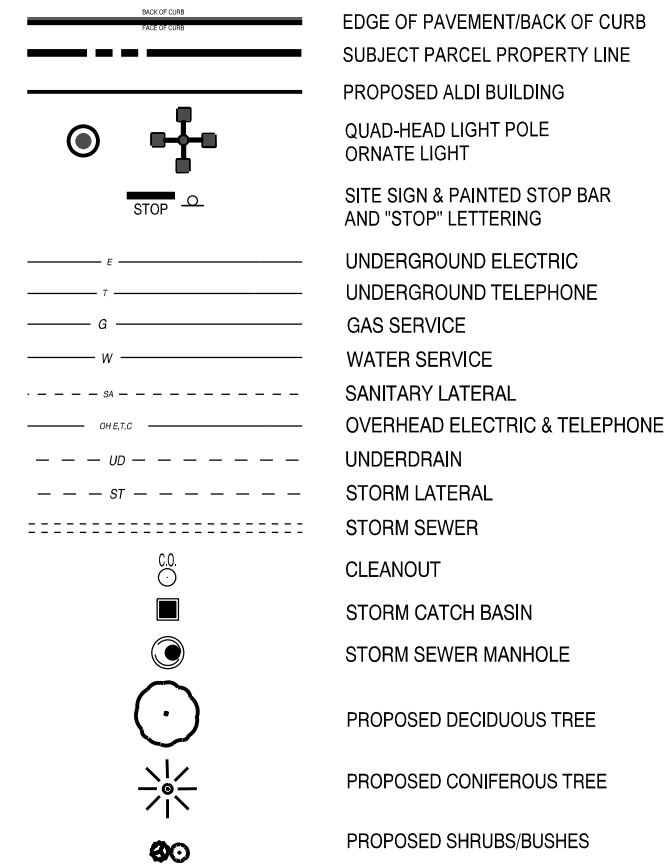 BACK OF CURB
FACE OF CURB
EDGE OF PAVEMENT/BACK OF CURB
SUBJECT PARCEL PROPERTY LINE
PROPOSED ALDI BUILDING
QUAD-HEAD LIGHT POLE
ORNATE LIGHT
STOP
SITE SIGN & PAINTED STOP BAR
AND "STOP" LETTERING
E
UNDERGROUND ELECTRIC
T
UNDERGROUND TELEPHONE
G
GAS SERVICE
W
WATER SERVICE
SA
SANITARY LATERAL
OH E,T,C
OVERHEAD ELECTRIC & TELEPHONE
UD
UNDERDRAIN
ST
STORM LATERAL
STORM SEWER
C.O.
CLEANOUT
STORM CATCH BASIN
STORM SEWER MANHOLE
PROPOSED DECIDUOUS TREE
PROPOSED CONIFEROUS TREE
PROPOSED SHRUBS/BUSHES